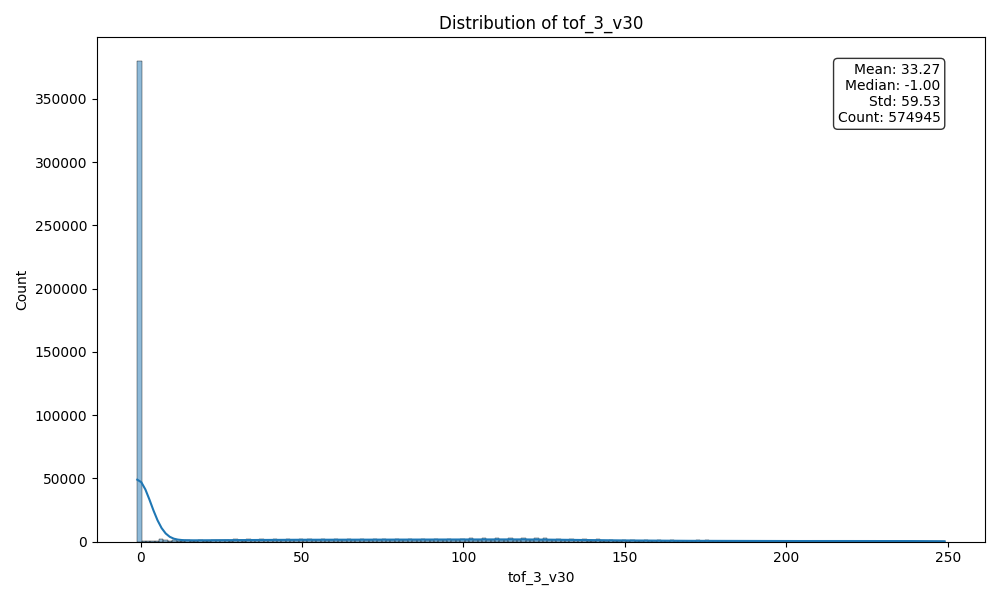 Distribution of tof_3_v30
Mean: 33.27
Median: -1.00
Std: 59.53
Count: 574945
350000
300000
250000
200000
150000
100000
50000
0
Count
0 50 100 150 200 250
tof_3_v30